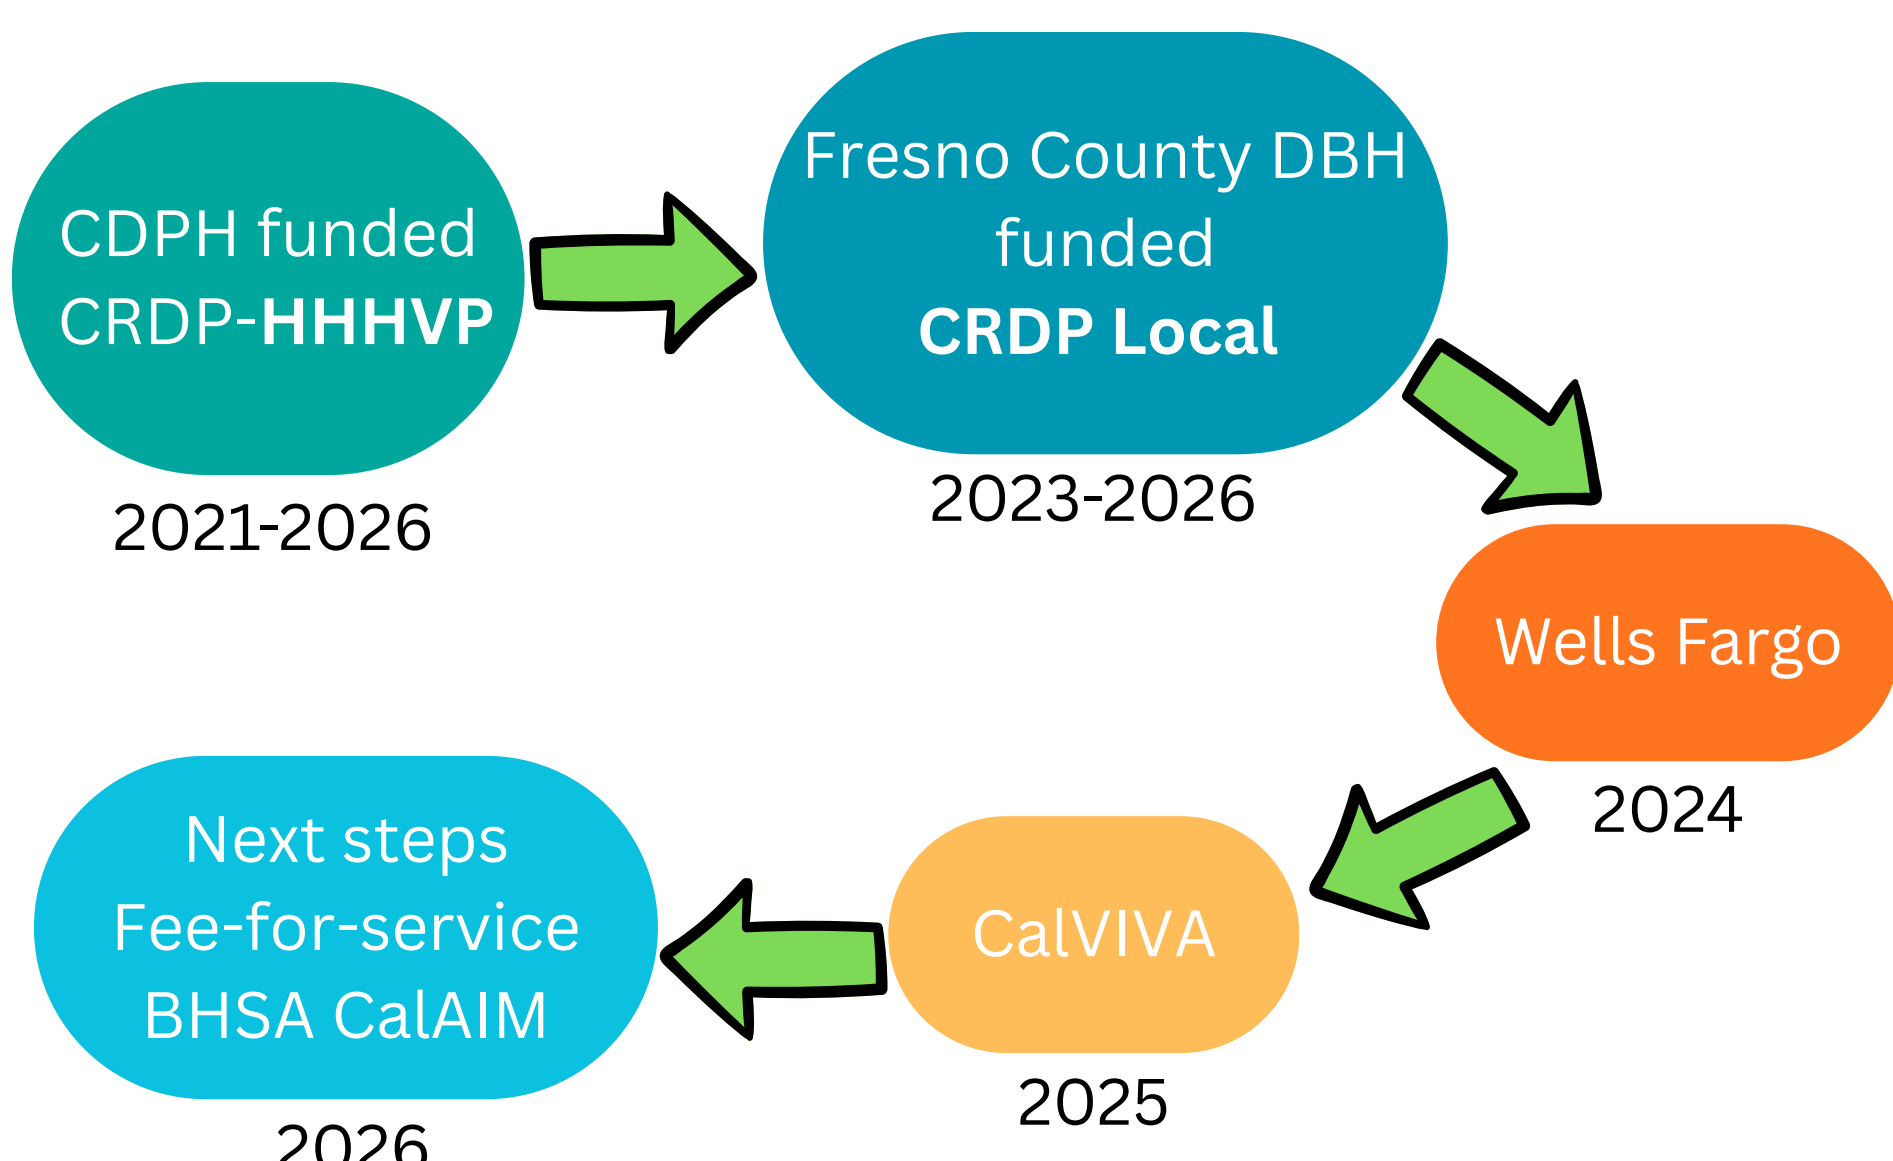 CDPH funded
CRDP-HHHVP
2021-2026
Fresno County DBH
funded
CRDP Local
2023-2026
Wells Fargo
2024
CalVIVA
2025
Next steps
Fee-for-service
BHSA CalAIM
2026